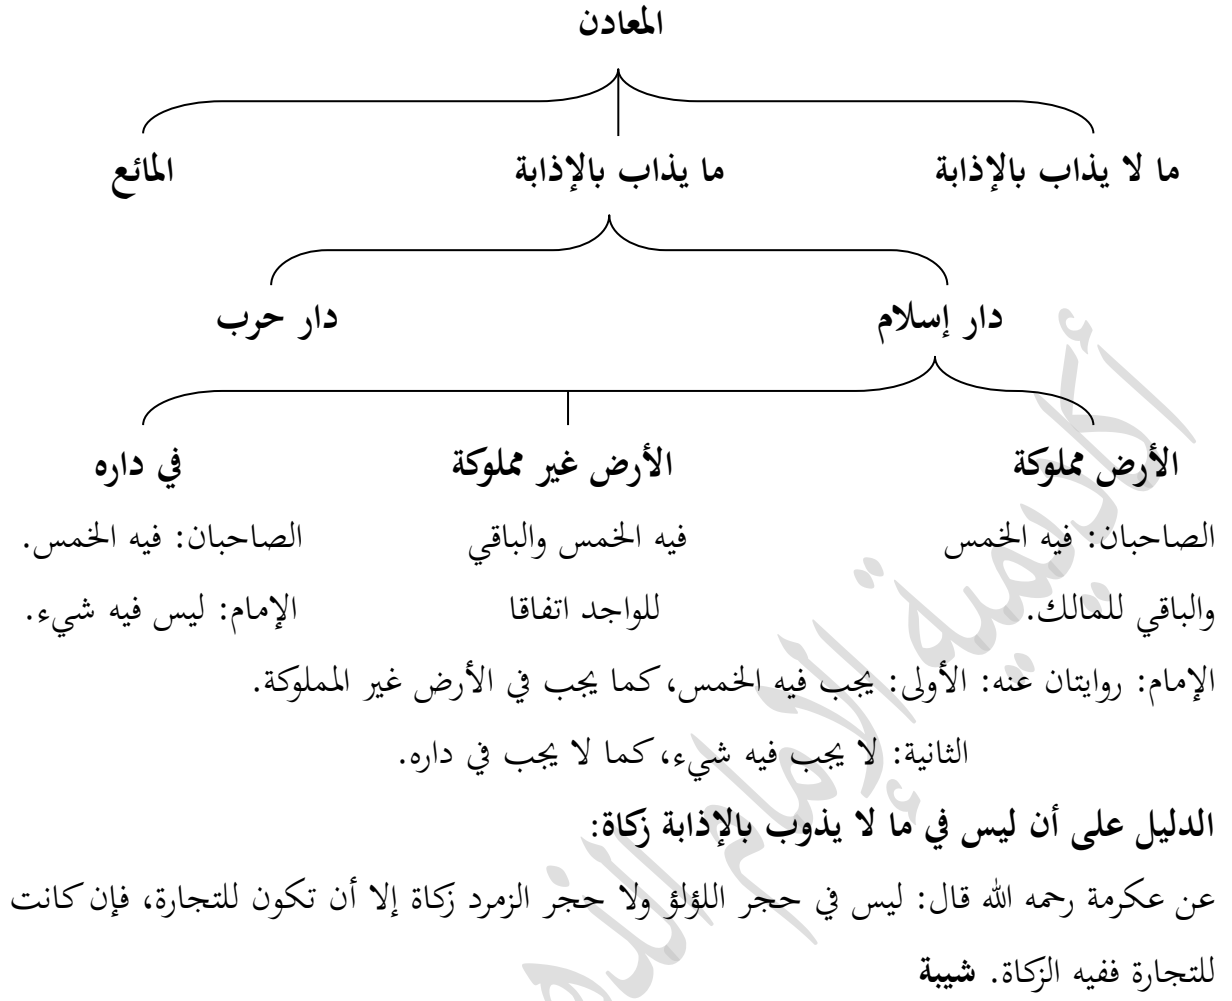 المعادن
ما لا يذاب بالإذابة ما يذاب بالإذابة المائع
دار إسلام دار حرب
الأرض مملوكة الأرض غير مملوكة في داره
الصاحبان: فيه الخمس فيه الخمس والباقي الصاحبان: فيه الخمس.
والباقي للمالك. للواجد اتفاقا الإمام: ليس فيه شيء.
الإمام: روايتان عنه: الأولى: يجب فيه الخمس، كما يجب في الأرض غير المملوكة.
الثانية: لا يجب فيه شيء، كما لا يجب في داره.
الدليل على أن ليس في ما لا يذوب بالإذابة زكاة:
عن عكرمة رحمه الله قال: ليس في حجر اللؤلؤ ولا حجر الزمرد زكاة إلا أن تكون للتجارة، فإن كانت
للتجارة ففيه الزكاة. شيبة
أكاديمية الإمام